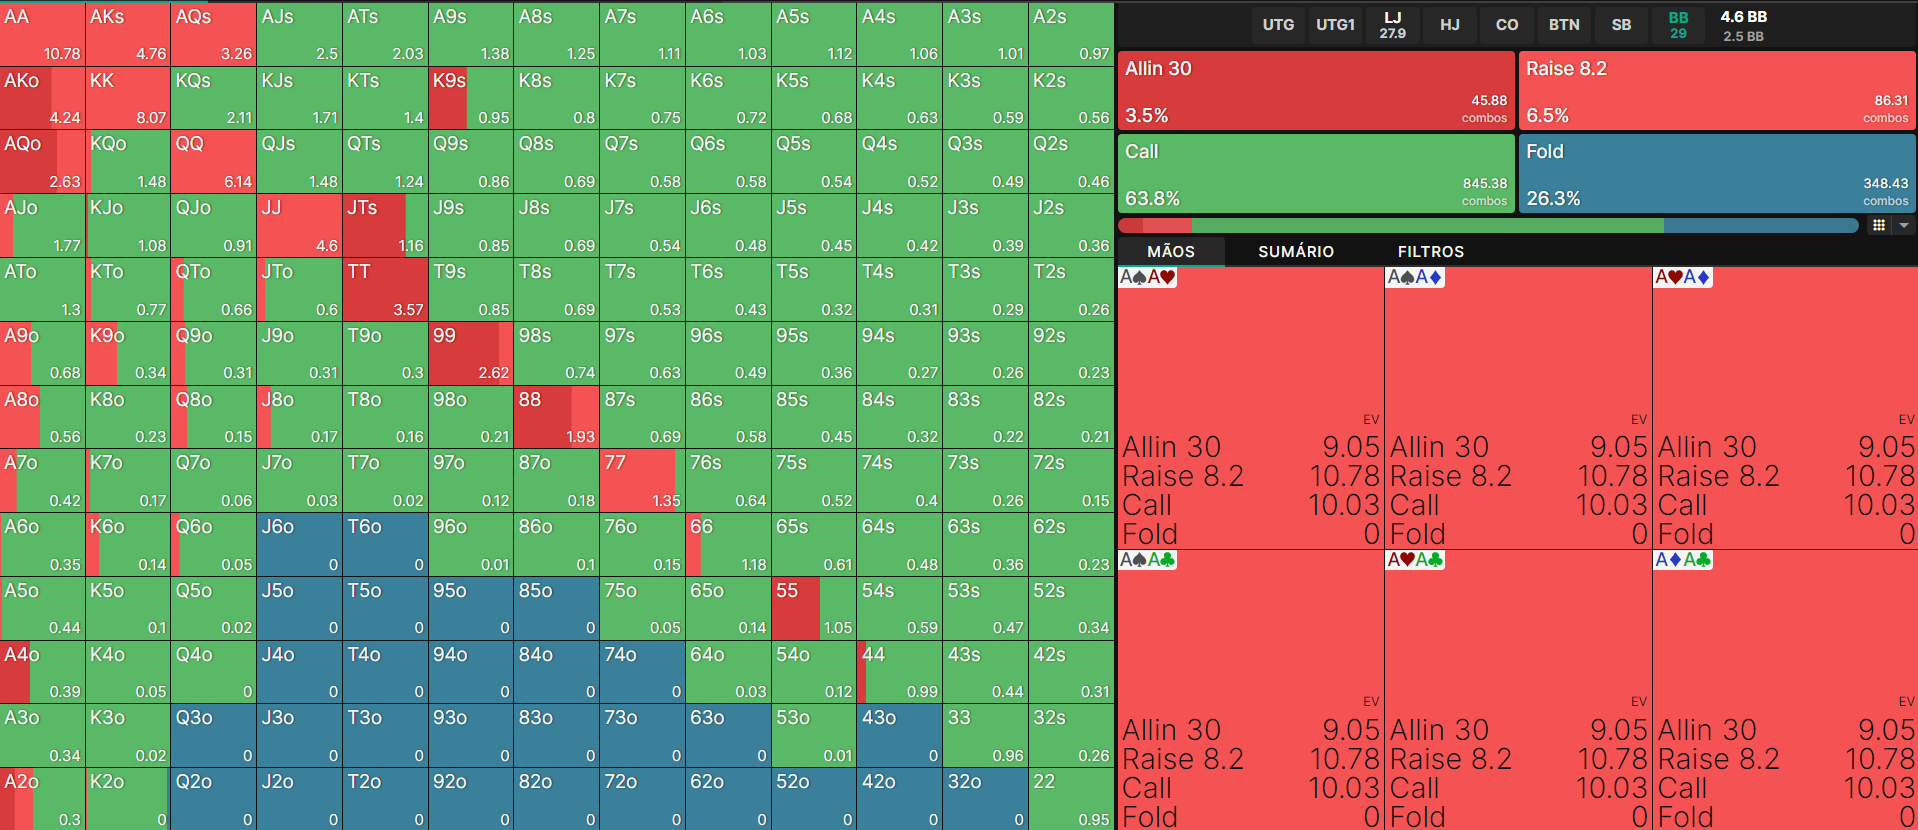 AA AKs AQs AJs ATs A9s A8s A7s A6s A5s A4s A3s A2s
10.78 4.76 3.26 2.5 2.03 1.38 1.25 1.11 1.03 1.12 1.06 1.01 0.97
AKo KK KQs KJs KTs K9s K8s K7s K6s K5s K4s K3s K2s
4.24 8.07 2.11 1.71 1.4 0.95 0.8 0.75 0.72 0.68 0.63 0.59 0.56
AQo KQo QQ QJs QTs Q9s Q8s Q7s Q6s Q5s Q4s Q3s Q2s
2.63 1.48 6.14 1.48 1.24 0.86 0.69 0.58 0.58 0.54 0.52 0.49 0.46
AJo KJo QJo JJ JTs J9s J8s J7s J6s J5s J4s J3s J2s
1.77 1.08 0.91 4.6 1.16 0.85 0.69 0.54 0.48 0.45 0.42 0.39 0.36
ATo KTo QTo JTo TT T9s T8s T7s T6s T5s T4s T3s T2s
1.3 0.77 0.66 0.6 3.57 0.85 0.69 0.53 0.43 0.32 0.31 0.29 0.26
A9o K9o Q9o J9o T9o 99 98s 97s 96s 95s 94s 93s 92s
0.68 0.34 0.31 0.31 0.3 2.62 0.74 0.63 0.49 0.36 0.27 0.26 0.23
A8o K8o Q8o J8o T8o 98o 88 87s 86s 85s 84s 83s 82s
0.56 0.23 0.15 0.17 0.16 0.21 1.93 0.69 0.58 0.45 0.32 0.22 0.21
A7o K7o Q7o J7o T7o 97o 87o 77 76s 75s 74s 73s 72s
0.42 0.17 0.06 0.03 0.02 0.12 0.18 1.35 0.64 0.52 0.4 0.26 0.15
A6o K6o Q6o J6o T6o 96o 86o 76o 66 65s 64s 63s 62s
0.35 0.14 0.05 0 0 0.01 0.1 0.15 1.18 0.61 0.48 0.36 0.23
A5o K5o Q5o J5o T5o 95o 85o 75o 65o 55 54s 53s 52s
0.44 0.1 0.02 0 0 0 0 0.05 0.14 1.05 0.59 0.47 0.34
A4o K4o Q4o J4o T4o 94o 84o 74o 64o 54o 44 43s 42s
0.39 0.05 0 0 0 0 0 0 0.03 0.12 0.99 0.44 0.31
A3o K3o Q3o J3o T3o 93o 83o 73o 63o 53o 43o 33 32s
0.34 0.02 0 0 0 0 0 0 0 0.01 0 0.96 0.26
A2o K2o Q2o J2o T2o 92o 82o 72o 62o 52o 42o 32o 22
0.3 0 0 0 0 0 0 0 0 0 0 0 0.95
UTG UTG1 LJ HJ CO BTN SB BB 4.6 BB
27.9 29 2.5 BB
Allin 30 Raise 8.2
45.88 86.31
3.5% combos 6.5% combos
Call Fold
845.38 348.43
63.8% combos 26.3% combos
MÃOS SUMÁRIO FILTROS
A♠A♥ A♠A♦ A♥A♦
EV EV EV
Allin 30 9.05 Allin 30 9.05 Allin 30 9.05
Raise 8.2 10.78 Raise 8.2 10.78 Raise 8.2 10.78
Call 10.03 Call 10.03 Call 10.03
Fold 0 Fold 0 Fold 0
A♠A♣ A♥A♣ A♦A♣
EV EV EV
Allin 30 9.05 Allin 30 9.05 Allin 30 9.05
Raise 8.2 10.78 Raise 8.2 10.78 Raise 8.2 10.78
Call 10.03 Call 10.03 Call 10.03
Fold 0 Fold 0 Fold 0